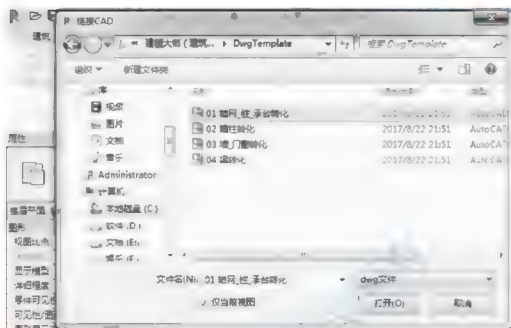 链接CAD
建筑
« 建模大师（建筑... ▸ DwgTemplate
搜索 DwgTemplate
组织 ▼ 新建文件夹
库
视频
图片
文档
音乐
Administrator
计算机
本地磁盘 (C:)
软件 (D:)
文档 (E:)
娱乐 (F:)
01 轴网_桩_承台转化
02 墙柱转化 2017/8/22 21:51 AutoCA
03 墙_门窗转化 2017/8/22 21:51 AutoCA
04 梁转化 2017/8/22 21:51 AutoCA
属性
楼层平面
图形
视图比例
显示模型
详细程度
零件可见性
可见性/图
文件名(N): 01 轴网_桩_承台转化
dwg文件
仅当前视图
打开(O)
取消